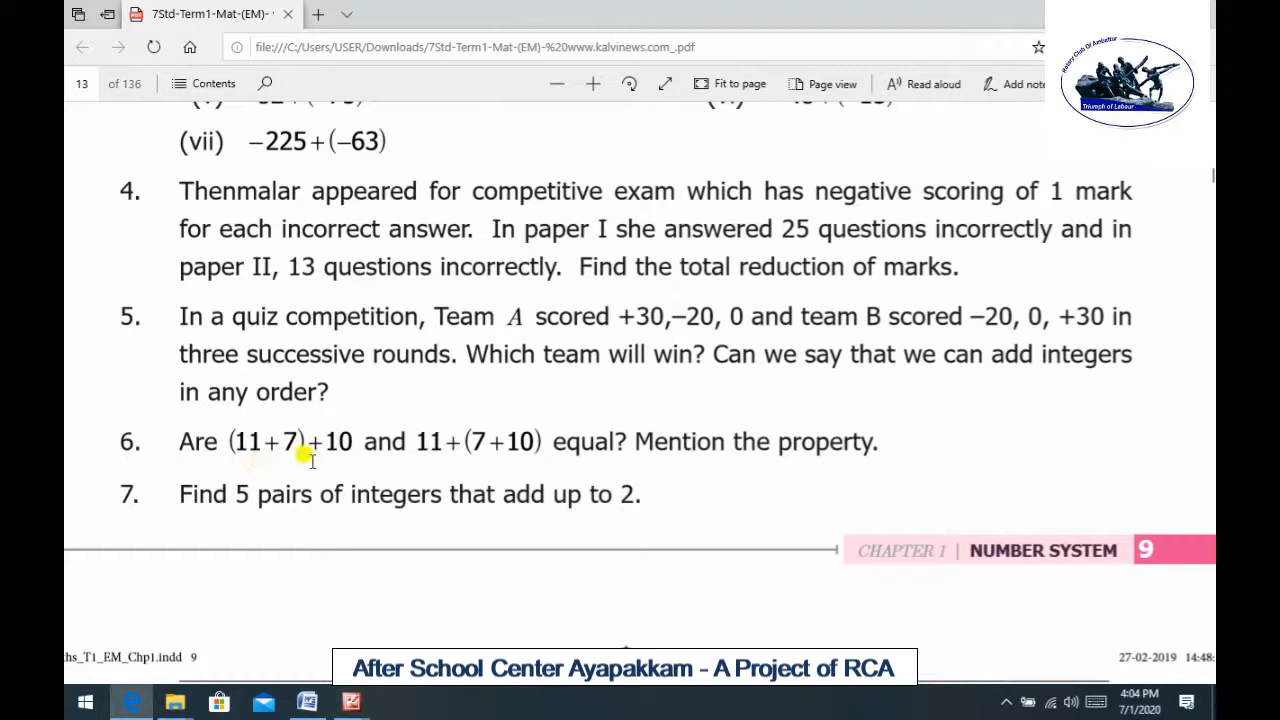 7Std-Term1-Mat-(EM)-
file:///C:/Users/USER/Downloads/7Std-Term1-Mat-(EM)-%20www.kalvinews.com_.pdf
13 of 136 Contents Fit to page Page view Read aloud Add note
(vii) −225+(−63)
4. Thenmalar appeared for competitive exam which has negative scoring of 1 mark
for each incorrect answer. In paper I she answered 25 questions incorrectly and in
paper II, 13 questions incorrectly. Find the total reduction of marks.
5. In a quiz competition, Team A scored +30,–20, 0 and team B scored –20, 0, +30 in
three successive rounds. Which team will win? Can we say that we can add integers
in any order?
6. Are (11+7)+10 and 11+(7+10) equal? Mention the property.
7. Find 5 pairs of integers that add up to 2.
CHAPTER 1 | NUMBER SYSTEM 9
ths_T1_EM_Chp1.indd 9 27-02-2019 14:48:
After School Center Ayapakkam - A Project of RCA
4:04 PM
7/1/2020
Rotary Club Of Ambattur
Triumph of Labour